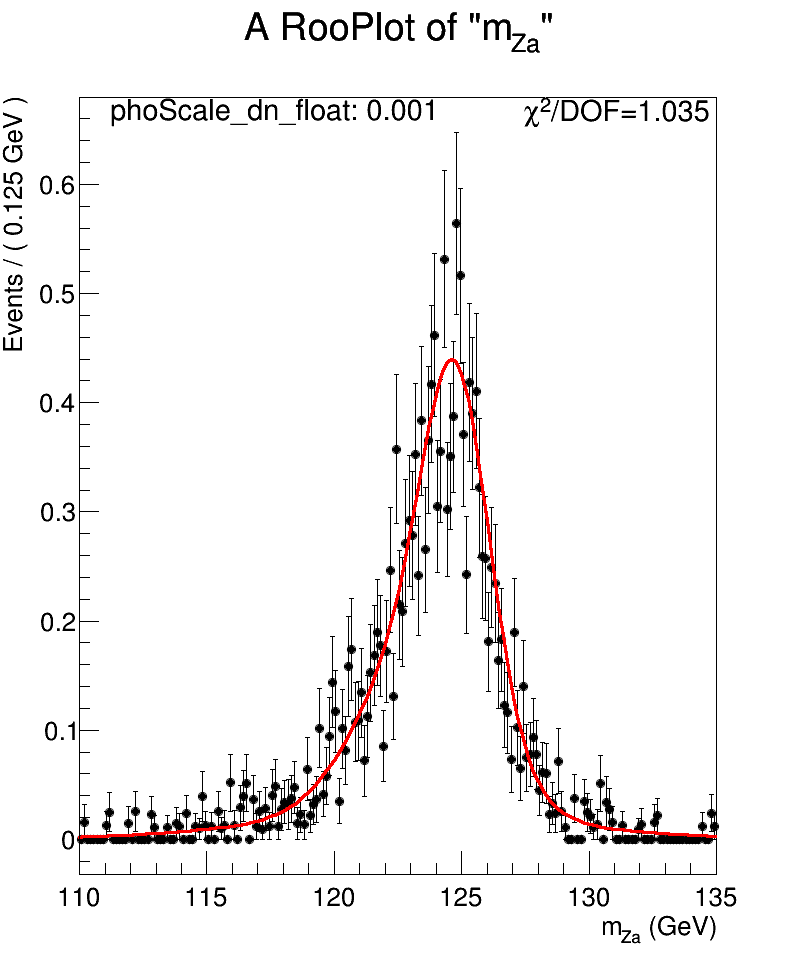 A RooPlot of "m_Za"
phoScale_dn_float: 0.001
χ²/DOF=1.035
Events / ( 0.125 GeV )
0.6
0.5
0.4
0.3
0.2
0.1
0
110 115 120 125 130 135
m_Za (GeV)